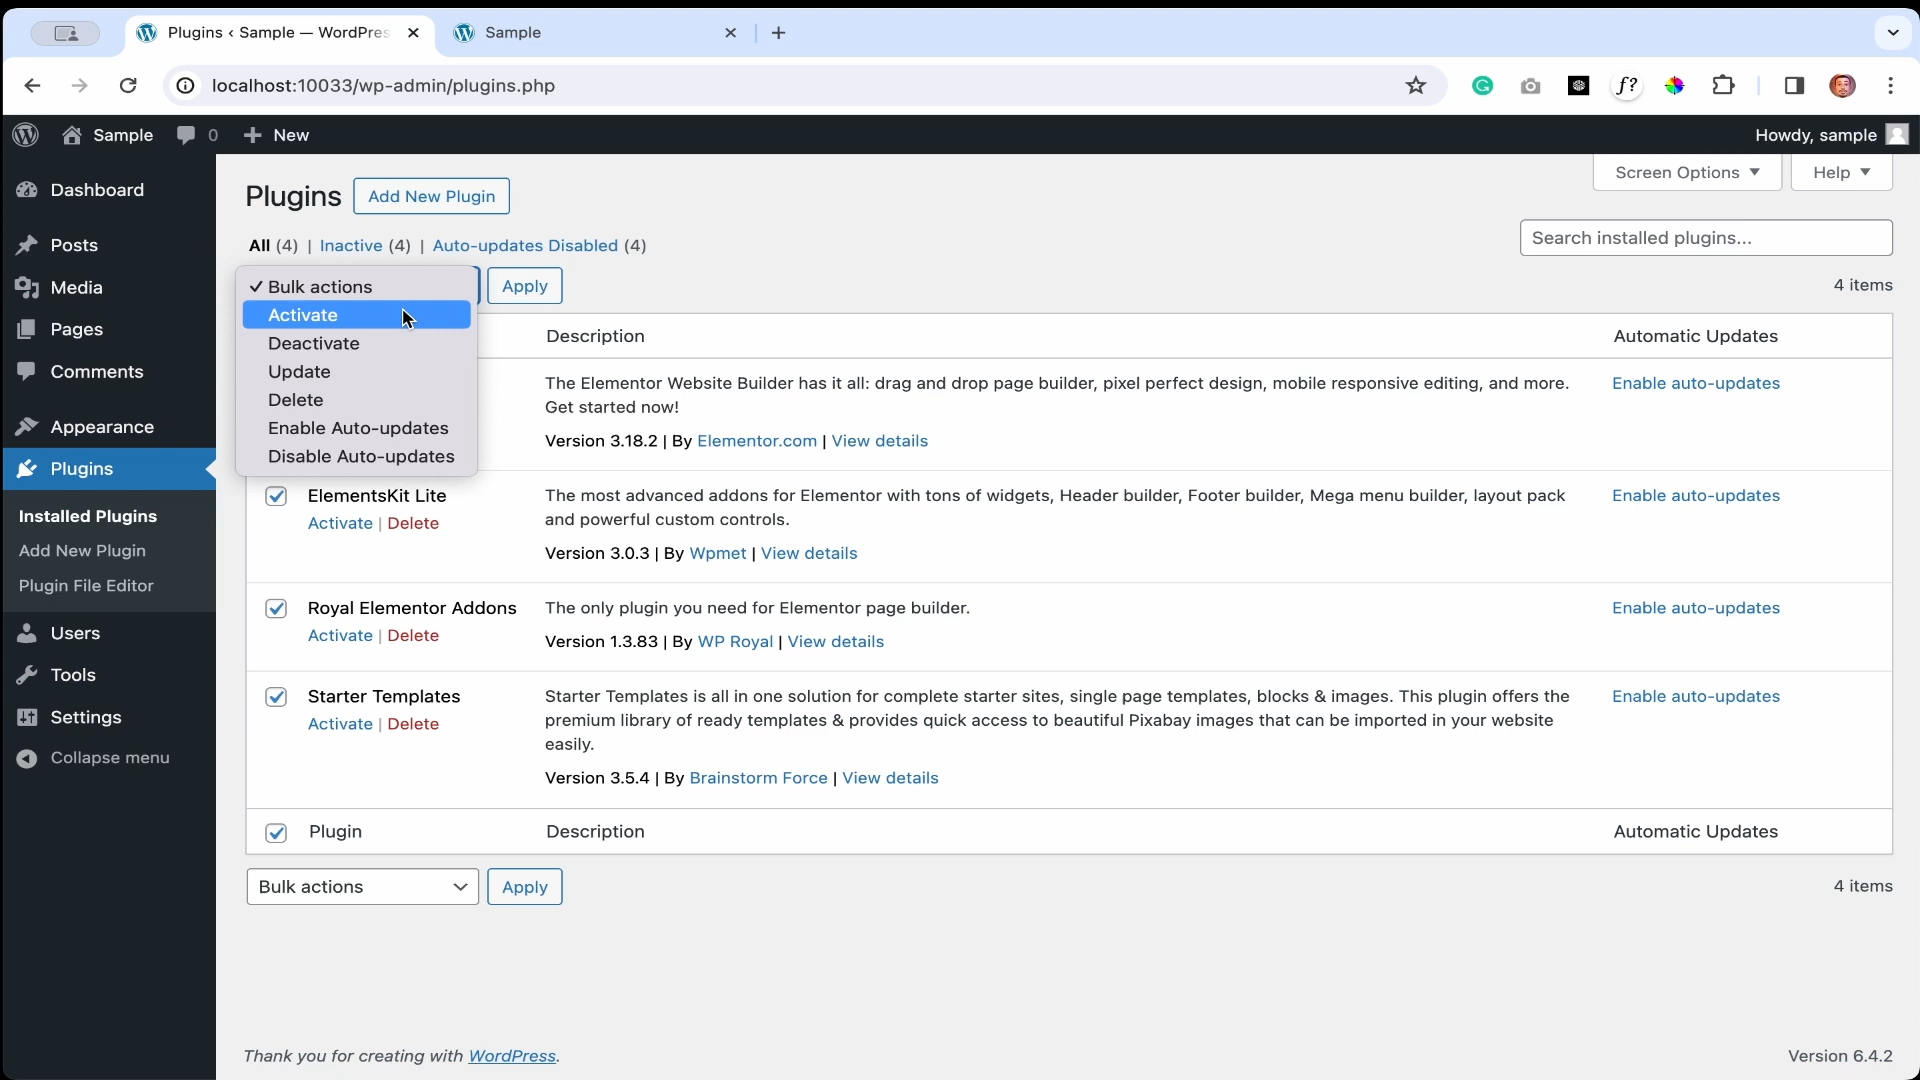 Plugins ‹ Sample — WordPres
Sample
localhost:10033/wp-admin/plugins.php
f?
Sample
0
New
Howdy, sample
Dashboard
Posts
Media
Pages
Comments
Appearance
Plugins
Installed Plugins
Add New Plugin
Plugin File Editor
Users
Tools
Settings
Collapse menu
Plugins
Add New Plugin
Screen Options
Help
All (4) | Inactive (4) | Auto-updates Disabled (4)
Search installed plugins...
✓ Bulk actions
Activate
Deactivate
Update
Delete
Enable Auto-updates
Disable Auto-updates
Apply
4 items
Description
Automatic Updates
The Elementor Website Builder has it all: drag and drop page builder, pixel perfect design, mobile responsive editing, and more.
Get started now!
Version 3.18.2 | By Elementor.com | View details
Enable auto-updates
ElementsKit Lite
Activate | Delete
The most advanced addons for Elementor with tons of widgets, Header builder, Footer builder, Mega menu builder, layout pack
and powerful custom controls.
Version 3.0.3 | By Wpmet | View details
Enable auto-updates
Royal Elementor Addons
Activate | Delete
The only plugin you need for Elementor page builder.
Version 1.3.83 | By WP Royal | View details
Enable auto-updates
Starter Templates
Activate | Delete
Starter Templates is all in one solution for complete starter sites, single page templates, blocks & images. This plugin offers the
premium library of ready templates & provides quick access to beautiful Pixabay images that can be imported in your website
easily.
Version 3.5.4 | By Brainstorm Force | View details
Enable auto-updates
Plugin
Description
Automatic Updates
Bulk actions
Apply
4 items
Thank you for creating with WordPress.
Version 6.4.2